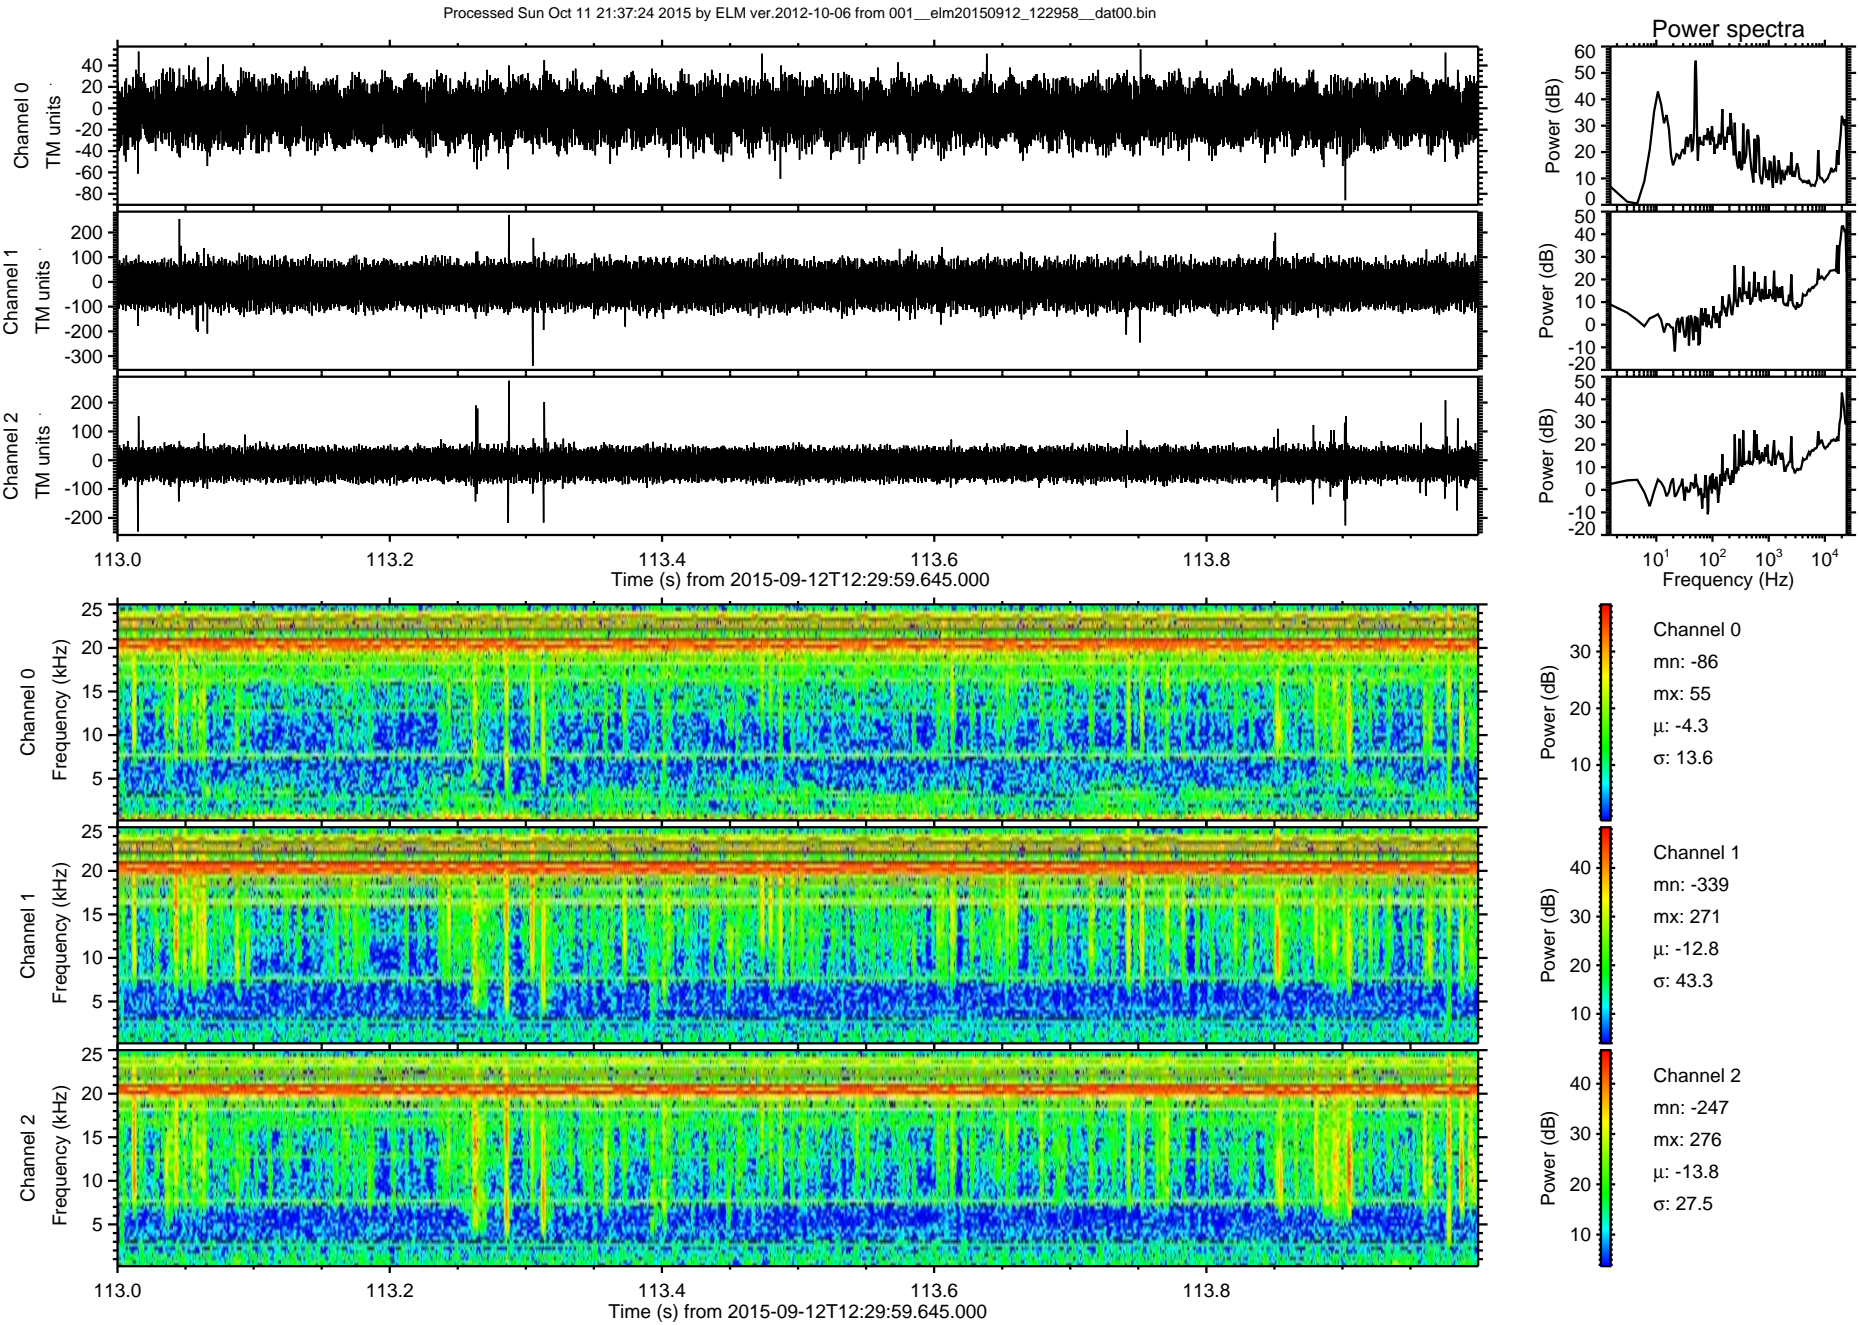 Processed Sun Oct 11 21:37:24 2015 by ELM ver.2012-10-06 from 001__elm20150912_122958__dat00.bin
Power spectra
Channel 0
TM units
40
20
0
-20
-40
-60
-80
Power (dB)
60
50
40
30
20
10
0
Channel 1
TM units
200
100
0
-100
-200
-300
Power (dB)
50
40
30
20
10
0
-10
-20
Channel 2
TM units
200
100
0
-100
-200
Power (dB)
50
40
30
20
10
0
-10
-20
113.0 113.2 113.4 113.6 113.8
Time (s) from 2015-09-12T12:29:59.645.000
10¹ 10² 10³ 10⁴
Frequency (Hz)
Channel 0
Frequency (kHz)
25
20
15
10
5
Power (dB)
30
20
10
Channel 0
mn: -86
mx: 55
μ: -4.3
σ: 13.6
Channel 1
Frequency (kHz)
25
20
15
10
5
Power (dB)
40
30
20
10
Channel 1
mn: -339
mx: 271
μ: -12.8
σ: 43.3
Channel 2
Frequency (kHz)
25
20
15
10
5
Power (dB)
40
30
20
10
Channel 2
mn: -247
mx: 276
μ: -13.8
σ: 27.5
113.0 113.2 113.4 113.6 113.8
Time (s) from 2015-09-12T12:29:59.645.000